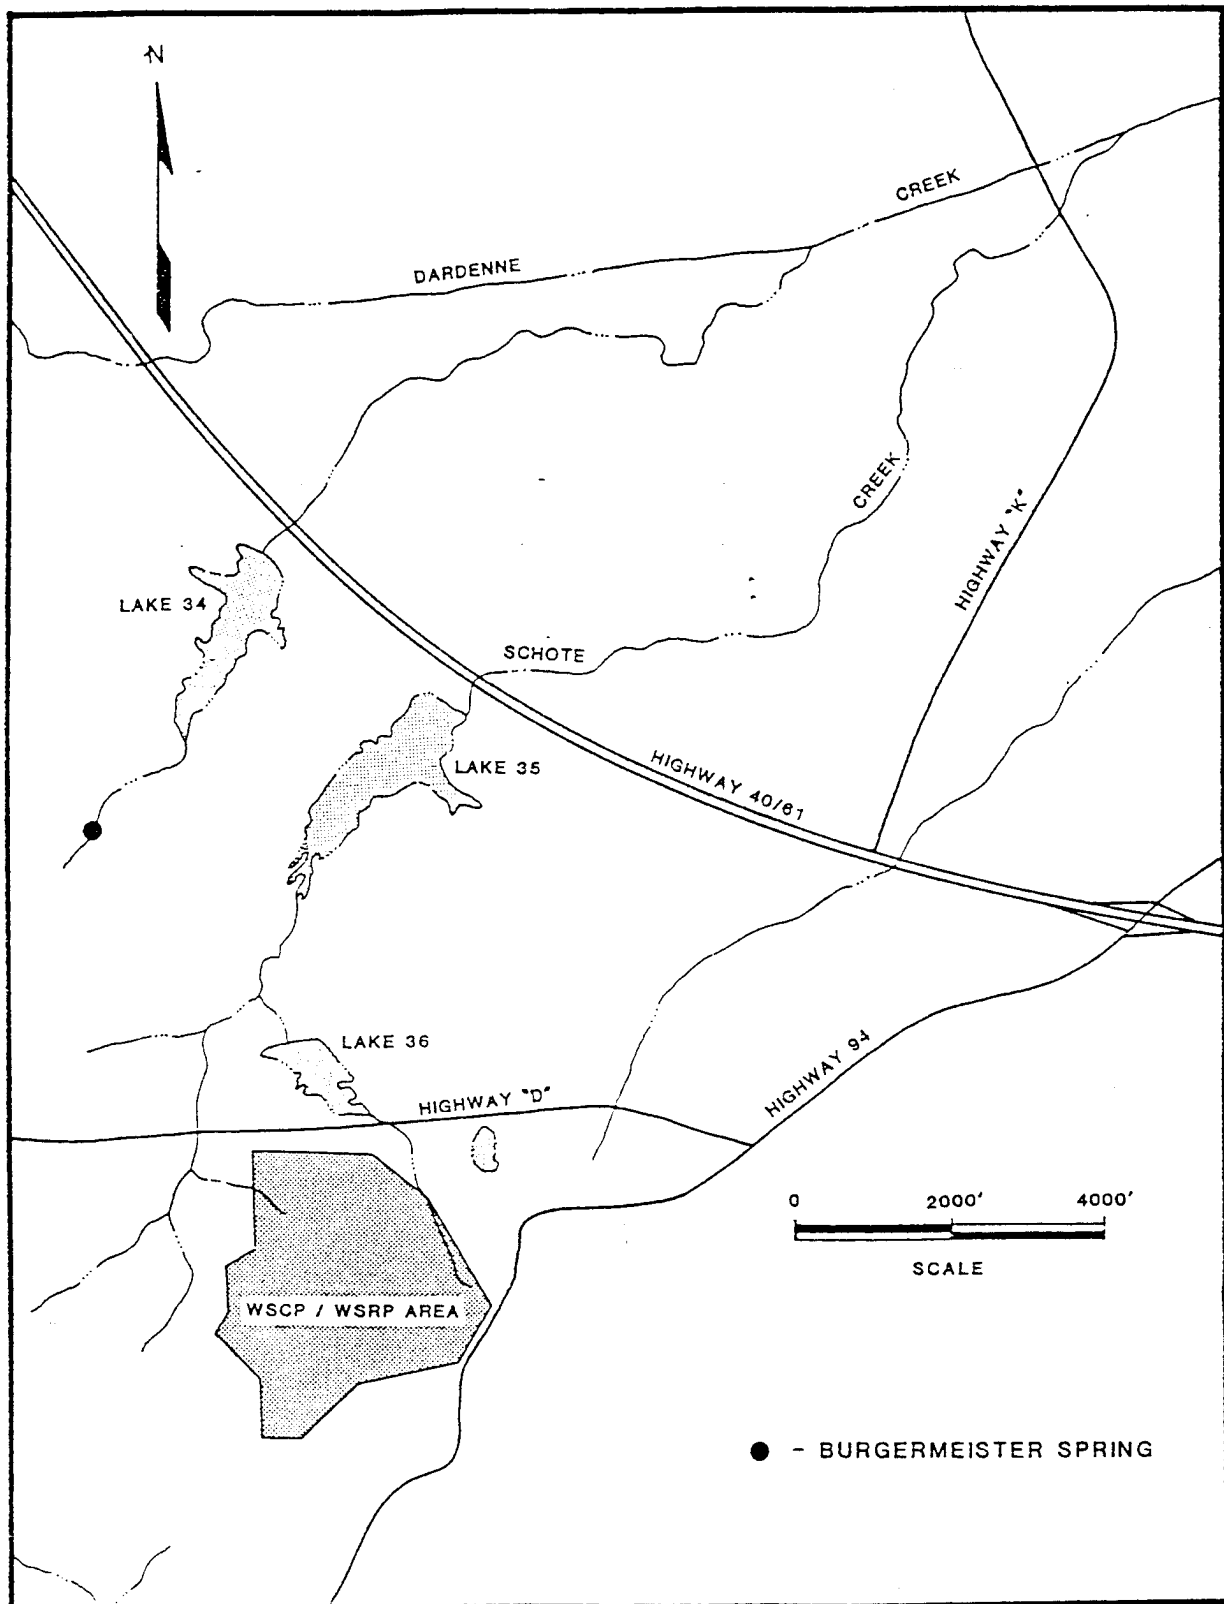 N
CREEK
DARDENNE
CREEK
HIGHWAY "K"
LAKE 34
SCHOTE
LAKE 35
HIGHWAY 40/61
LAKE 36
HIGHWAY 94
HIGHWAY "D"
0 2000' 4000'
SCALE
WSCP / WSRP AREA
● - BURGERMEISTER SPRING